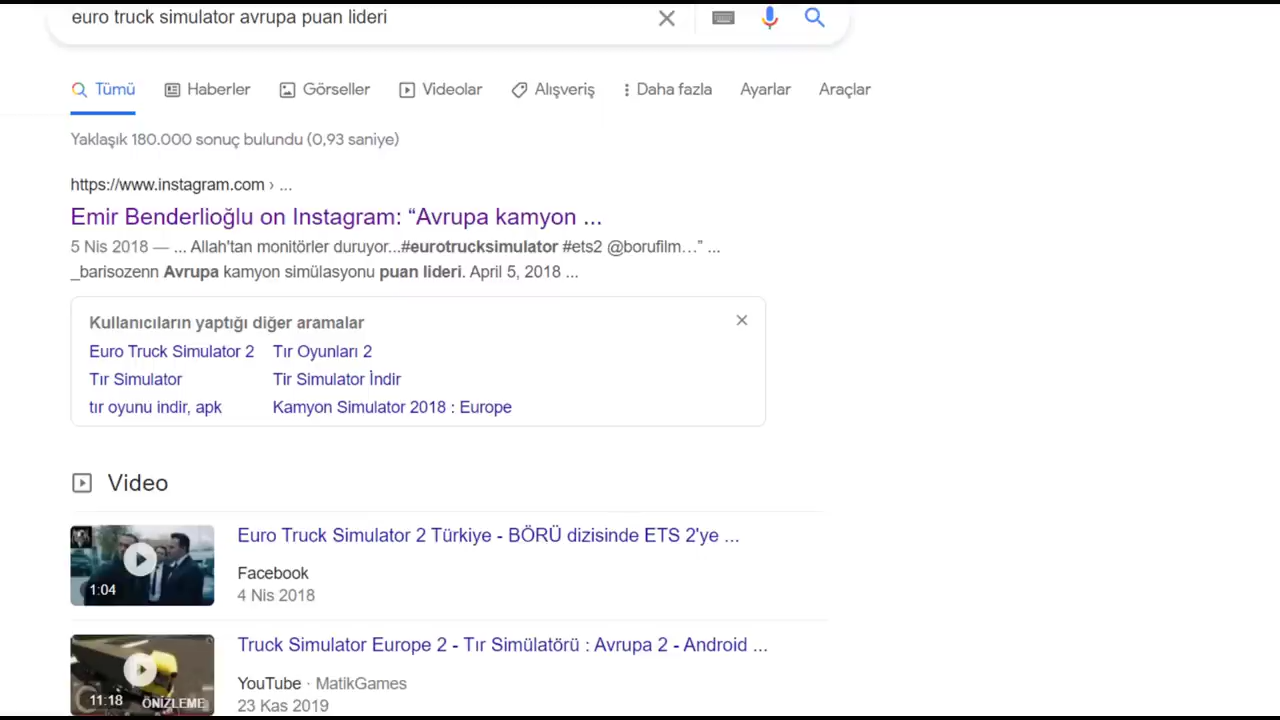 euro truck simulator avrupa puan lideri
Tümü Haberler Görseller Videolar Alışveriş Daha fazla Ayarlar Araçlar
Yaklaşık 180.000 sonuç bulundu (0,93 saniye)
https://www.instagram.com › ...
Emir Benderlioğlu on Instagram: “Avrupa kamyon ...
5 Nis 2018 — ... Allah'tan monitörler duruyor...#eurotrucksimulator #ets2 @borufilm…” ...
_barisozenn Avrupa kamyon simülasyonu puan lideri. April 5, 2018 ...
Kullanıcıların yaptığı diğer aramalar
Euro Truck Simulator 2 Tır Oyunları 2
Tır Simulator Tir Simulator İndir
tır oyunu indir, apk Kamyon Simulator 2018 : Europe
Video
Euro Truck Simulator 2 Türkiye - BÖRÜ dizisinde ETS 2'ye ...
Facebook
1:04
4 Nis 2018
Truck Simulator Europe 2 - Tır Simülatörü : Avrupa 2 - Android ...
YouTube · MatikGames
11:18 ÖNİZLEME
23 Kas 2019